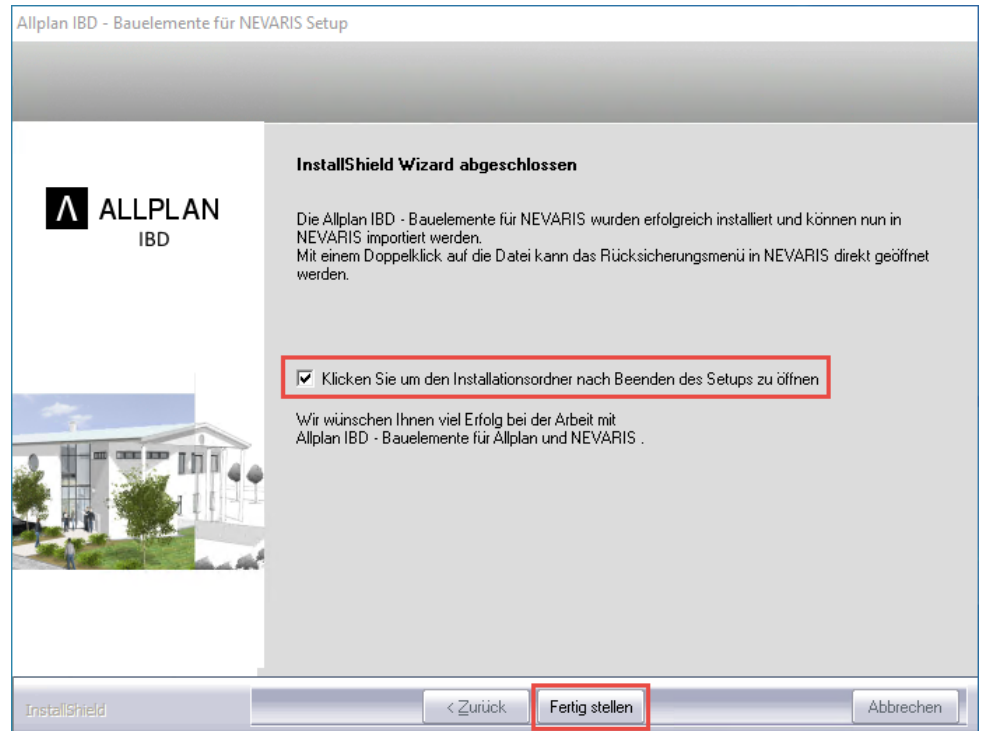 Allplan IBD - Bauelemente für NEVARIS Setup
ALLPLAN
IBD
InstallShield Wizard abgeschlossen
Die Allplan IBD - Bauelemente für NEVARIS wurden erfolgreich installiert und können nun in
NEVARIS importiert werden.
Mit einem Doppelklick auf die Datei kann das Rücksicherungsmenü in NEVARIS direkt geöffnet
werden.
Klicken Sie um den Installationsordner nach Beenden des Setups zu öffnen
Wir wünschen Ihnen viel Erfolg bei der Arbeit mit
Allplan IBD - Bauelemente für Allplan und NEVARIS .
InstallShield
< Zurück
Fertig stellen
Abbrechen